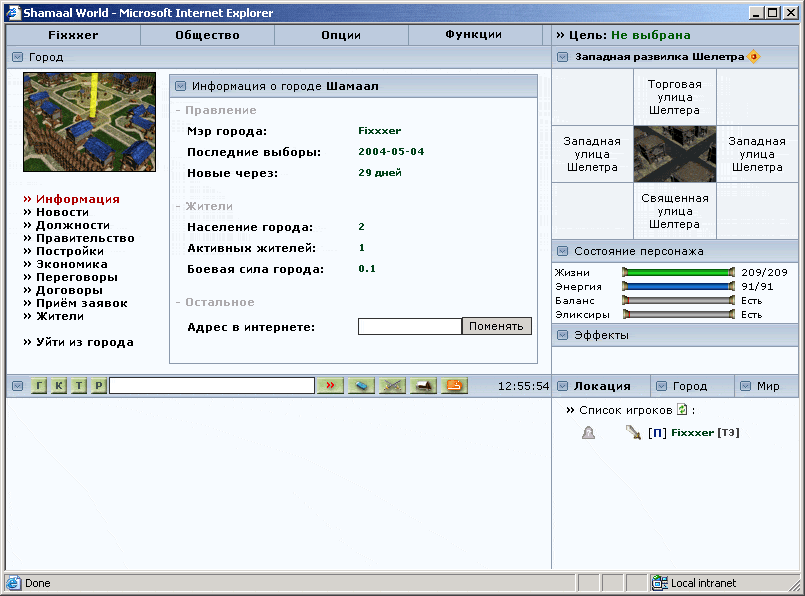 Shamaal World - Microsoft Internet Explorer
Fixxxer Общество Опции Функции » Цель: Не выбрана
Город
Западная развилка Шелетра
Информация о городе Шамаал
- Правление
Мэр города: Fixxxer
Последние выборы: 2004-05-04
Новые через: 29 дней
- Жители
Население города: 2
Активных жителей: 1
Боевая сила города: 0.1
- Остальное
Адрес в интернете: Поменять
» Информация
» Новости
» Должности
» Правительство
» Постройки
» Экономика
» Переговоры
» Договоры
» Приём заявок
» Жители
» Уйти из города
Торговая
улица
Шелтера
Западная
улица
Шелетра
Западная
улица
Шелтера
Священная
улица
Шелтера
Состояние персонажа
Жизни 209/209
Энергия 91/91
Баланс Есть
Эликсиры Есть
Эффекты
Г К Т Р » 12:55:54
Локация Город Мир
» Список игроков :
[П] Fixxxer [ТЭ]
Done Local intranet